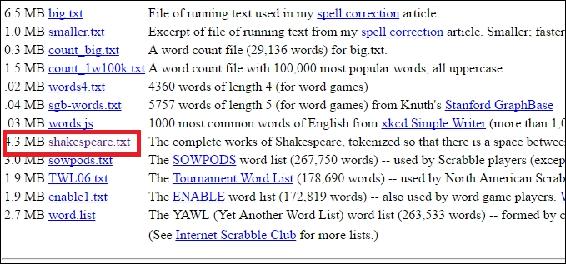 6.5 MB big.txt File of running text used in my spell correction article.
1.0 MB smaller.txt Excerpt of file of running text from my spell correction article. Smaller; faster
0.3 MB count_big.txt A word count file (29,136 words) for big.txt.
1.5 MB count_1w100k.txt A word count file with 100,000 most popular words, all uppercase
.02 MB words4.txt 4360 words of length 4 (for word games)
.04 MB sgb-words.txt 5757 words of length 5 (for word games) from Knuth's Stanford GraphBase
.03 MB words.js 1000 most common words of English from xkcd Simple Writer (more than 1,0
4.3 MB shakespeare.txt The complete works of Shakespeare, tokenized so that there is a space betwee
3.0 MB sowpods.txt The SOWPODS word list (267,750 words) -- used by Scrabble players (excep
1.9 MB TWL06.txt The Tournament Word List (178,690 words) -- used by North American Scrab
1.9 MB enable1.txt The ENABLE word list (172,819 words) -- also used by word game players.
2.7 MB word.list The YAWL (Yet Another Word List) word list (263,533 words) -- formed by c
(See Internet Scrabble Club for more lists.)